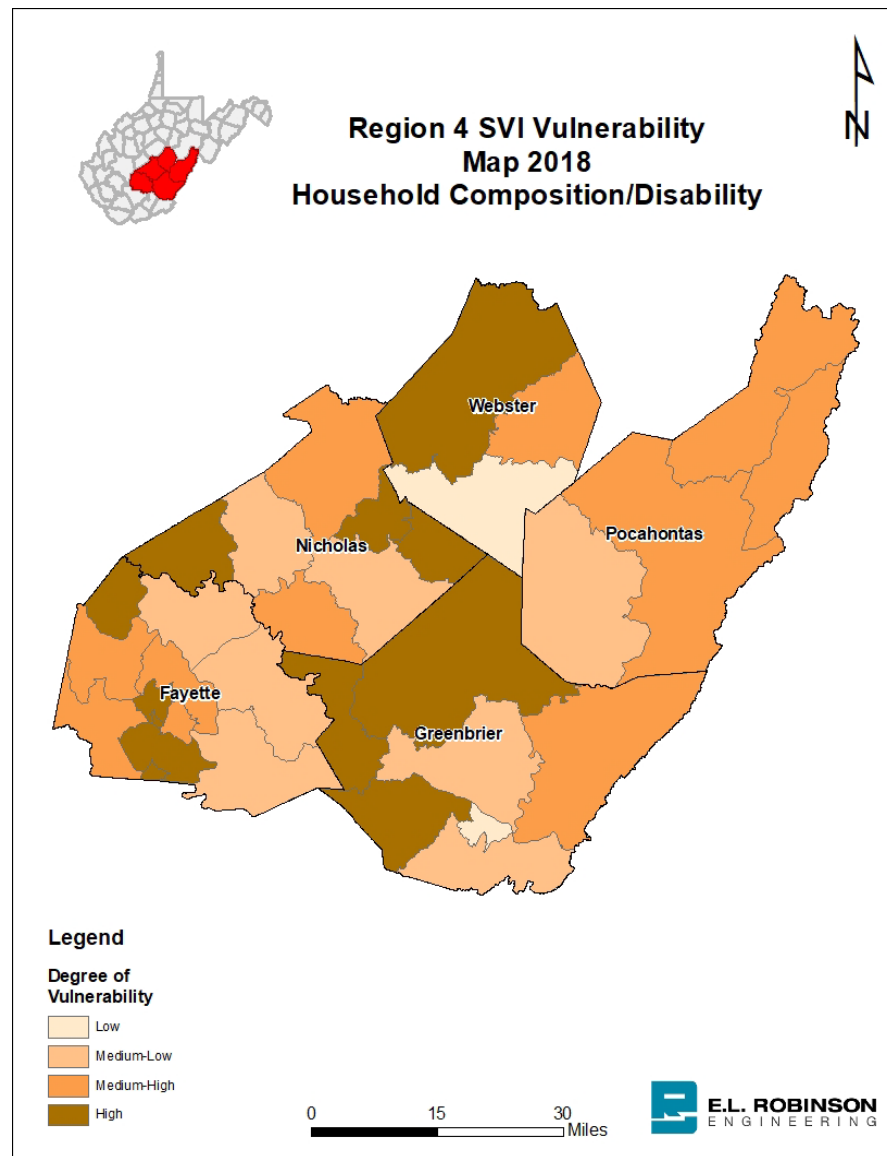 Region 4 SVI Vulnerability
Map 2018
Household Composition/Disability
N
Webster
Pocahontas
Nicholas
Fayette
Greenbrier
Legend
Degree of
Vulnerability
Low
Medium-Low
Medium-High
High
0 15 30
Miles
E.L. ROBINSON
ENGINEERING